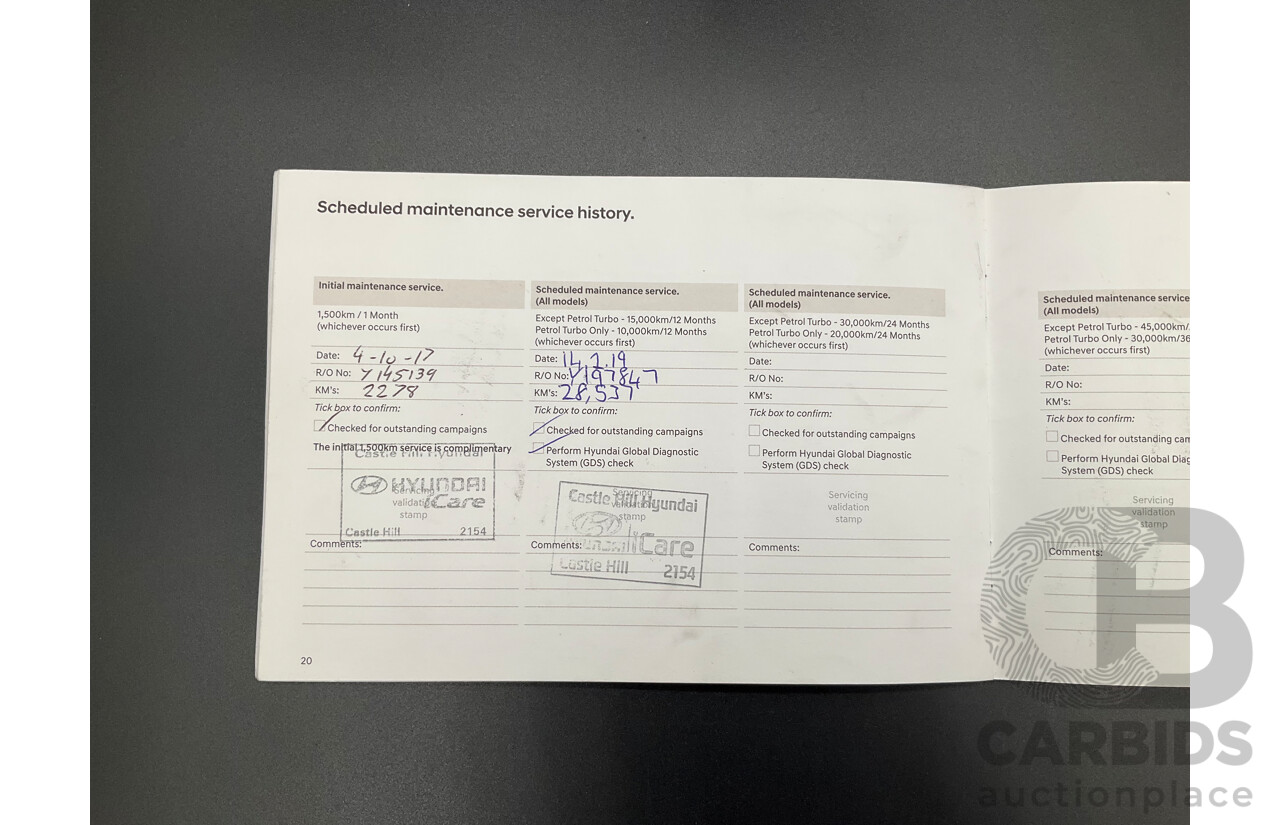 Scheduled maintenance service history.
Initial maintenance service.
1,500km / 1 Month
(whichever occurs first)
Date: 4-10-17
R/O No: Y145139
KM's: 2278
Tick box to confirm:
Checked for outstanding campaigns
The initial 1,500km service is complimentary
Castle Hill Hyundai
HYUNDAI
iCare
Servicing
validation
stamp
Castle Hill 2154
Comments:
Scheduled maintenance service.
(All models)
Except Petrol Turbo - 15,000km/12 Months
Petrol Turbo Only - 10,000km/12 Months
(whichever occurs first)
Date: 14.2.19
R/O No: Y197847
KM's: 28,537
Tick box to confirm:
Checked for outstanding campaigns
Perform Hyundai Global Diagnostic
System (GDS) check
Servicing
validation
stamp
Castle Hill Hyundai
iCare
Castle Hill 2154
Comments:
Scheduled maintenance service.
(All models)
Except Petrol Turbo - 30,000km/24 Months
Petrol Turbo Only - 20,000km/24 Months
(whichever occurs first)
Date:
R/O No:
KM's:
Tick box to confirm:
Checked for outstanding campaigns
Perform Hyundai Global Diagnostic
System (GDS) check
Servicing
validation
stamp
Comments:
20
Scheduled maintenance service
(All models)
Except Petrol Turbo - 45,000km/
Petrol Turbo Only - 30,000km/36
(whichever occurs first)
Date:
R/O No:
KM's:
Tick box to confirm:
Checked for outstanding cam
Perform Hyundai Global Diag
System (GDS) check
Servicing
validation
stamp
Comments:
CB
CARBIDS
auctionplace